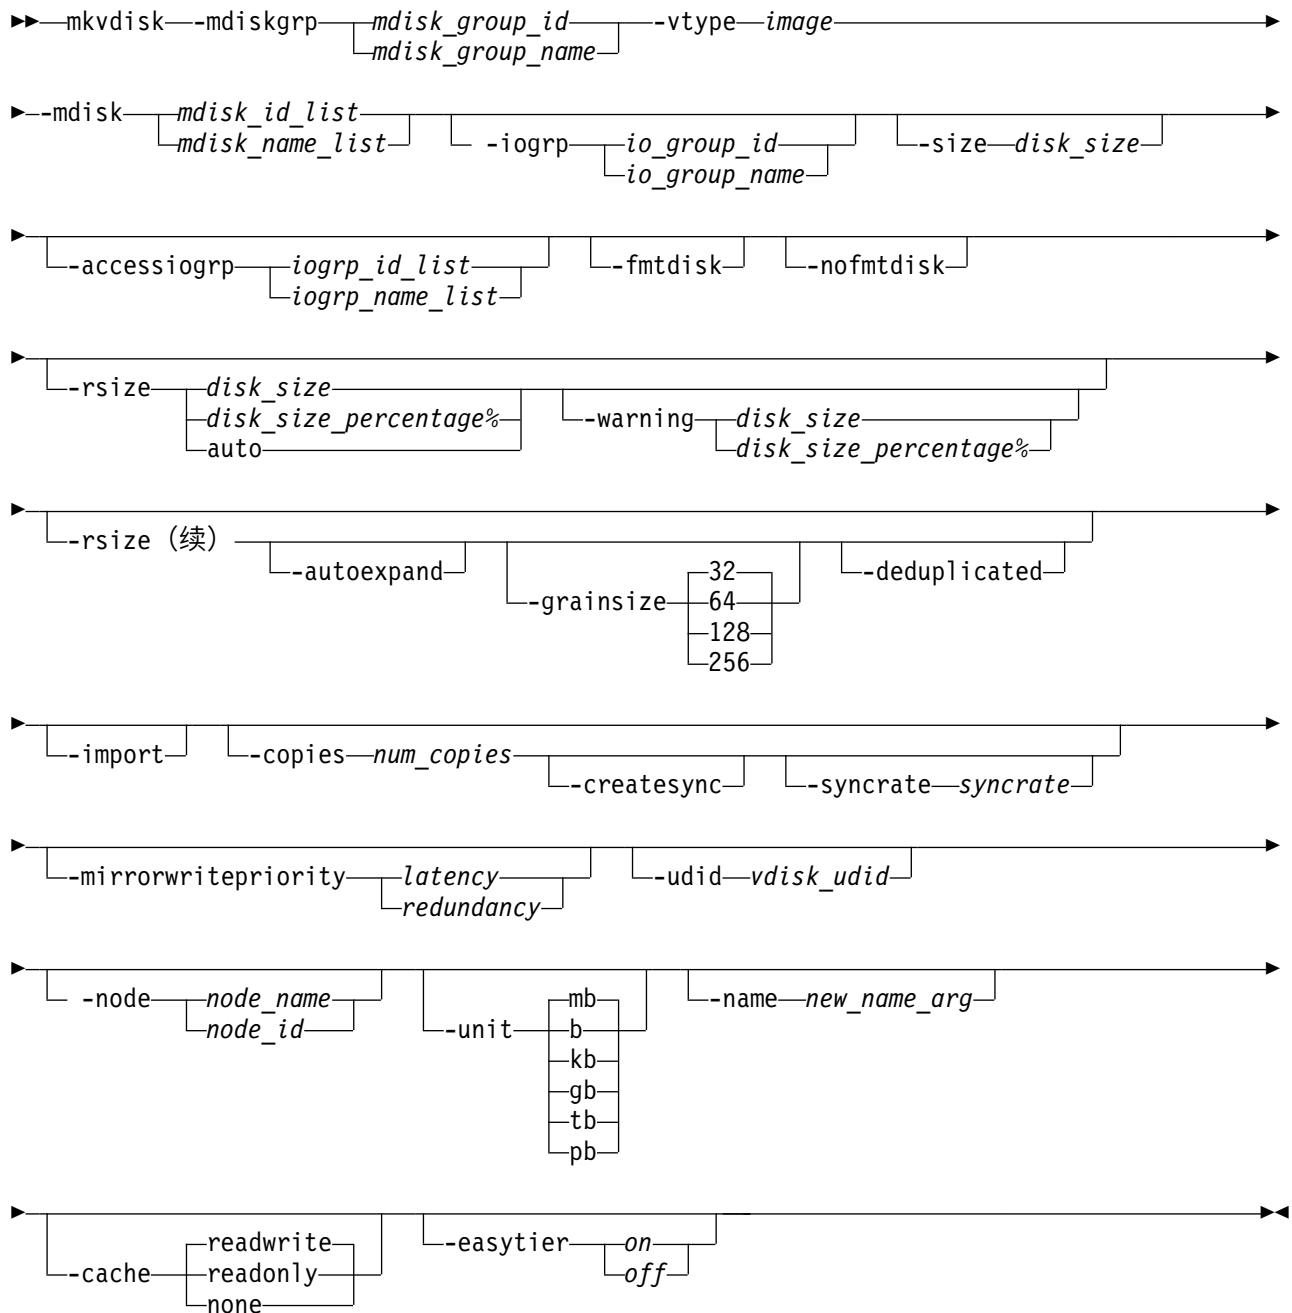 mkvdisk -mdiskgrp mdisk_group_id -vtype image
mdisk_group_name
-mdisk mdisk_id_list
mdisk_name_list -iogrp io_group_id -size disk_size
io_group_name
-accessiogrp iogrp_id_list -fmtdisk -nofmtdisk
iogrp_name_list
-rsize disk_size
disk_size_percentage% -warning disk_size
auto disk_size_percentage%
-rsize（续）
-autoexpand 32 -deduplicated
-grainsize 64
128
256
-import -copies num_copies
-createsync -syncrate syncrate
-mirrorwritepriority latency -udid vdisk_udid
redundancy
-node node_name mb -name new_name_arg
node_id -unit b
kb
gb
tb
pb
readwrite -easytier on
-cache readonly off
none